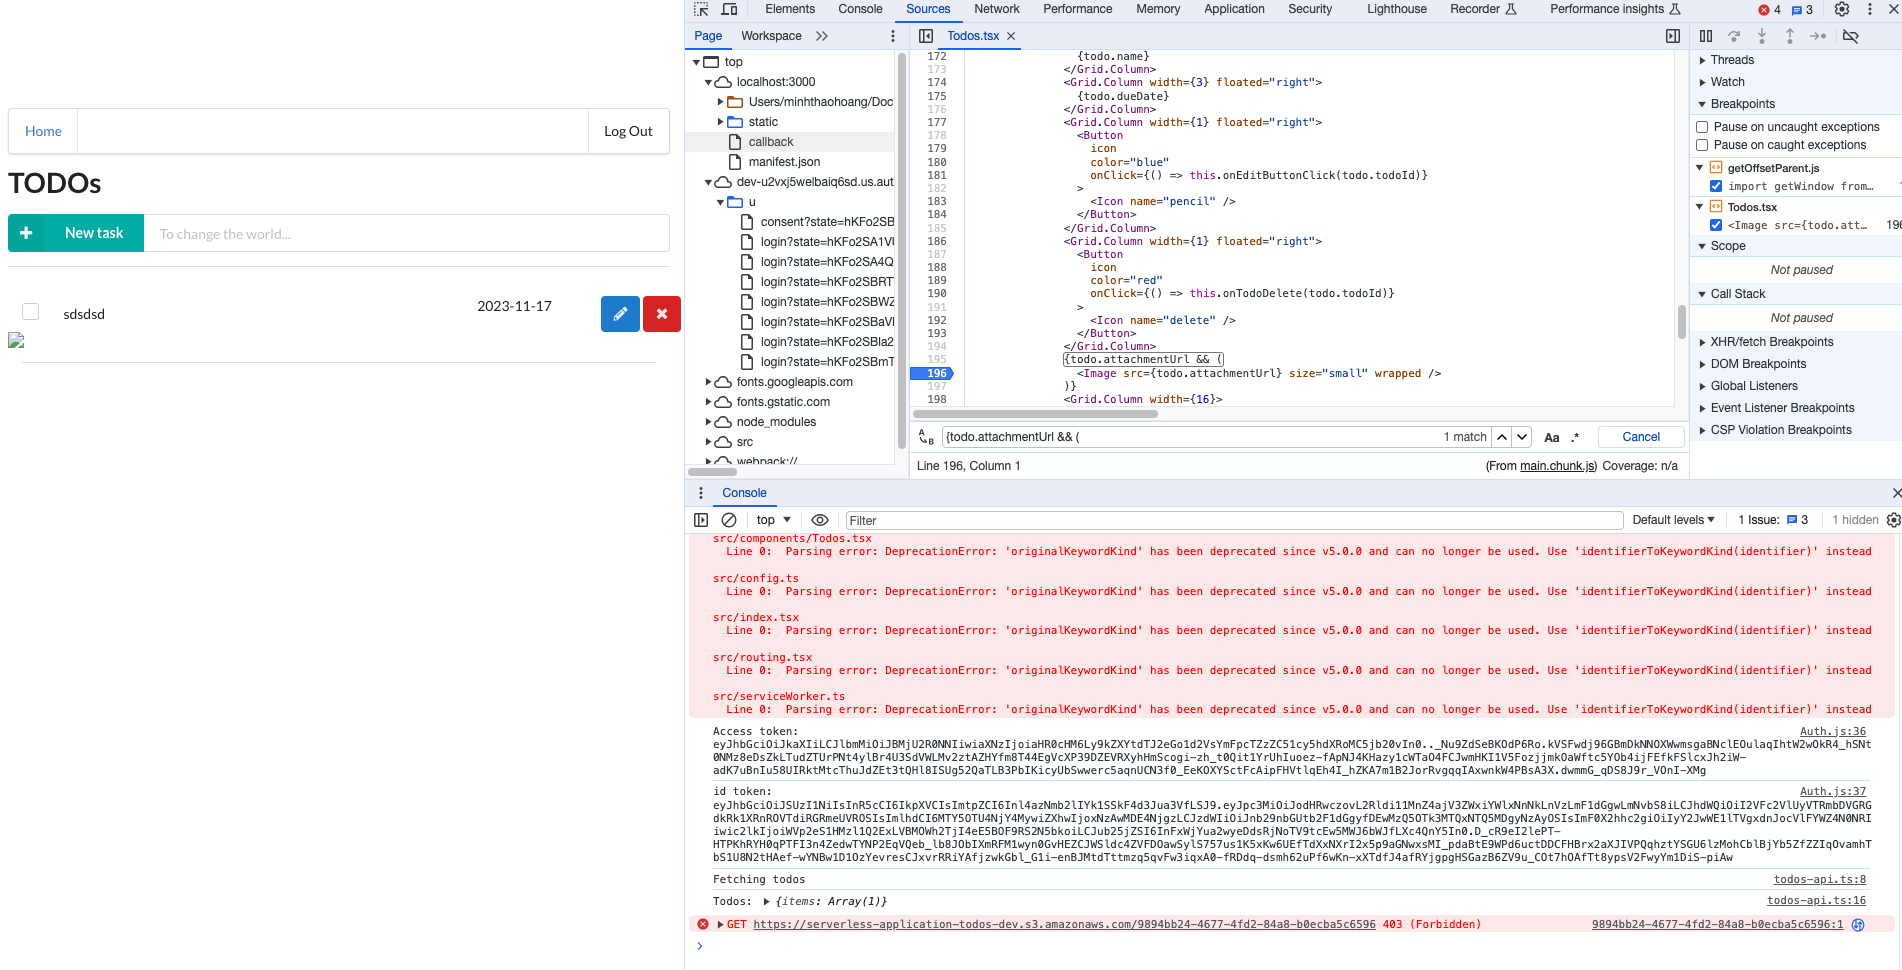 Home
Log Out
TODOs
New task
To change the world...
sdsdsd
2023-11-17
Elements Console Sources Network Performance Memory Application Security Lighthouse Recorder Performance insights 4 3
Page Workspace
top
localhost:3000
Users/minhthaohoang/Doc
static
callback
manifest.json
dev-u2vxj5welbaiq6sd.us.aut
u
consent?state=hKFo2SB
login?state=hKFo2SA1VU
login?state=hKFo2SA4Q
login?state=hKFo2SBRT
login?state=hKFo2SBWZ
login?state=hKFo2SBaVI
login?state=hKFo2SBla2
login?state=hKFo2SBmT
fonts.googleapis.com
fonts.gstatic.com
node_modules
src
webpack://
Todos.tsx
172 {todo.name}
173 </Grid.Column>
174 <Grid.Column width={3} floated="right">
175 {todo.dueDate}
176 </Grid.Column>
177 <Grid.Column width={1} floated="right">
178 <Button
179 icon
180 color="blue"
181 onClick={() => this.onEditButtonClick(todo.todoId)}
182 >
183 <Icon name="pencil" />
184 </Button>
185 </Grid.Column>
186 <Grid.Column width={1} floated="right">
187 <Button
188 icon
189 color="red"
190 onClick={() => this.onTodoDelete(todo.todoId)}
191 >
192 <Icon name="delete" />
193 </Button>
194 </Grid.Column>
195 {todo.attachmentUrl && (
196 <Image src={todo.attachmentUrl} size="small" wrapped />
197 )}
198 <Grid.Column width={16}>
{todo.attachmentUrl && ( 1 match Aa .* Cancel
Line 196, Column 1 (From main.chunk.js) Coverage: n/a
Threads
Watch
Breakpoints
Pause on uncaught exceptions
Pause on caught exceptions
getOffsetParent.js
import getWindow from…
Todos.tsx
<Image src={todo.att… 196
Scope
Not paused
Call Stack
Not paused
XHR/fetch Breakpoints
DOM Breakpoints
Global Listeners
Event Listener Breakpoints
CSP Violation Breakpoints
Console
top Filter Default levels 1 Issue: 3 1 hidden
src/components/Todos.tsx
Line 0: Parsing error: DeprecationError: 'originalKeywordKind' has been deprecated since v5.0.0 and can no longer be used. Use 'identifierToKeywordKind(identifier)' instead
src/config.ts
Line 0: Parsing error: DeprecationError: 'originalKeywordKind' has been deprecated since v5.0.0 and can no longer be used. Use 'identifierToKeywordKind(identifier)' instead
src/index.tsx
Line 0: Parsing error: DeprecationError: 'originalKeywordKind' has been deprecated since v5.0.0 and can no longer be used. Use 'identifierToKeywordKind(identifier)' instead
src/routing.tsx
Line 0: Parsing error: DeprecationError: 'originalKeywordKind' has been deprecated since v5.0.0 and can no longer be used. Use 'identifierToKeywordKind(identifier)' instead
src/serviceWorker.ts
Line 0: Parsing error: DeprecationError: 'originalKeywordKind' has been deprecated since v5.0.0 and can no longer be used. Use 'identifierToKeywordKind(identifier)' instead
Access token: Auth.js:36
id token: Auth.js:37
Fetching todos todos-api.ts:8
Todos: {items: Array(1)} todos-api.ts:16
GET https://serverless-application-todos-dev.s3.amazonaws.com/9894bb24-4677-4fd2-84a8-b0ecba5c6596 403 (Forbidden) 9894bb24-4677-4fd2-84a8-b0ecba5c6596:1